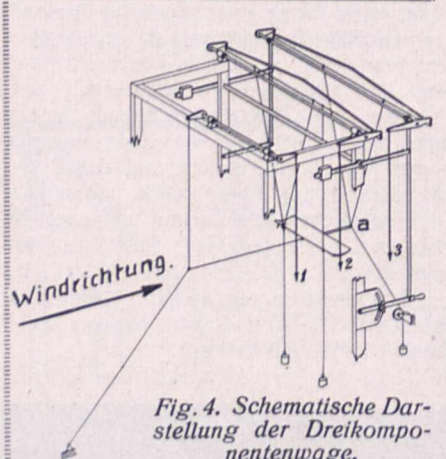 a
1
2
3
Windrichtung.
Fig. 4. Schematische Dar-
stellung der Dreikompo-
nentenwage.